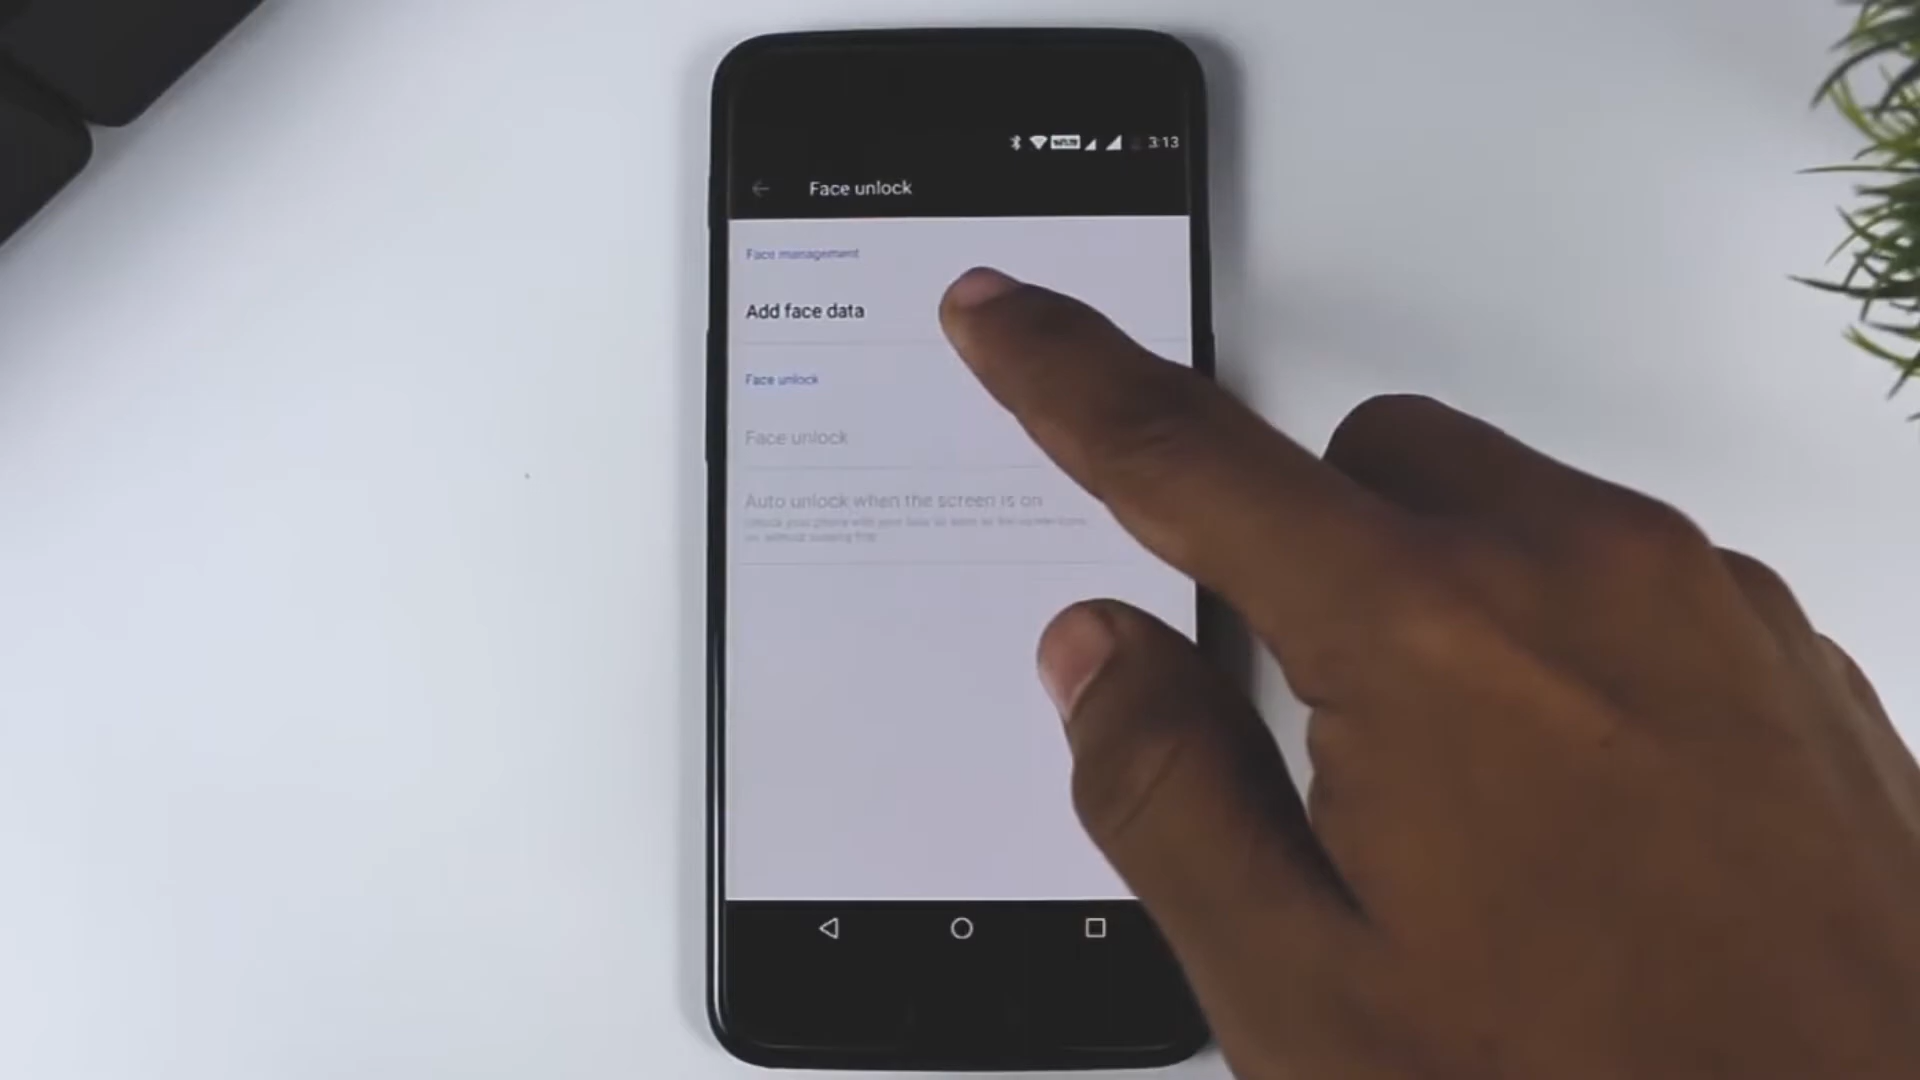 3:13
Face unlock
Face management
Add face data
Face unlock
Face unlock
Auto unlock when the screen is on